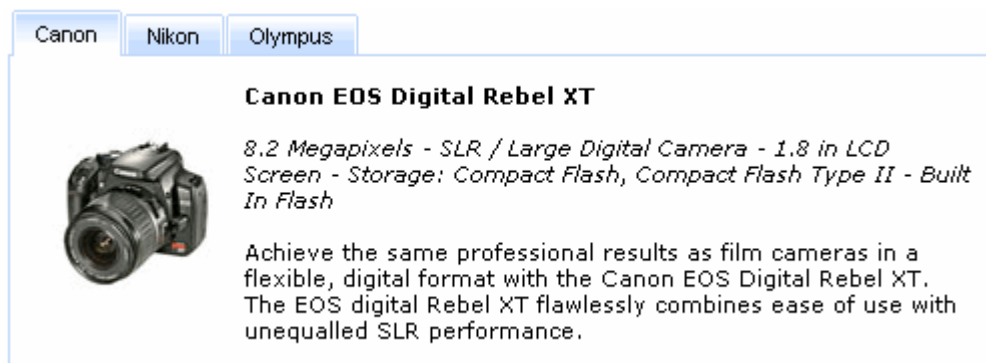 Canon Nikon Olympus
Canon EOS Digital Rebel XT
8.2 Megapixels - SLR / Large Digital Camera - 1.8 in LCD
Screen - Storage: Compact Flash, Compact Flash Type II - Built
In Flash
Achieve the same professional results as film cameras in a
flexible, digital format with the Canon EOS Digital Rebel XT.
The EOS digital Rebel XT flawlessly combines ease of use with
unequalled SLR performance.